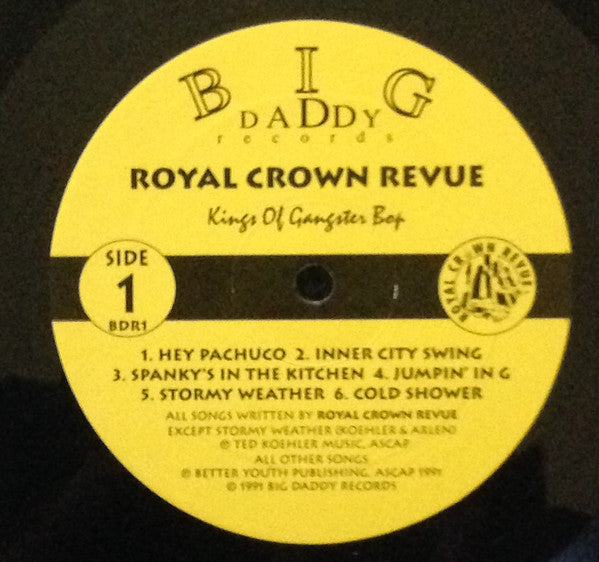 BIG
DADDY
records
ROYAL CROWN REVUE
Kings Of Gangster Bop
SIDE
1
BDR1
ROYAL CROWN REVUE
1. HEY PACHUCO 2. INNER CITY SWING
3. SPANKY'S IN THE KITCHEN 4. JUMPIN' IN G
5. STORMY WEATHER 6. COLD SHOWER
ALL SONGS WRITTEN BY ROYAL CROWN REVUE
EXCEPT STORMY WEATHER (KOEHLER & ARLEN)
© TED KOEHLER MUSIC, ASCAP
ALL OTHER SONGS
© BETTER YOUTH PUBLISHING, ASCAP 1991
© 1991 BIG DADDY RECORDS